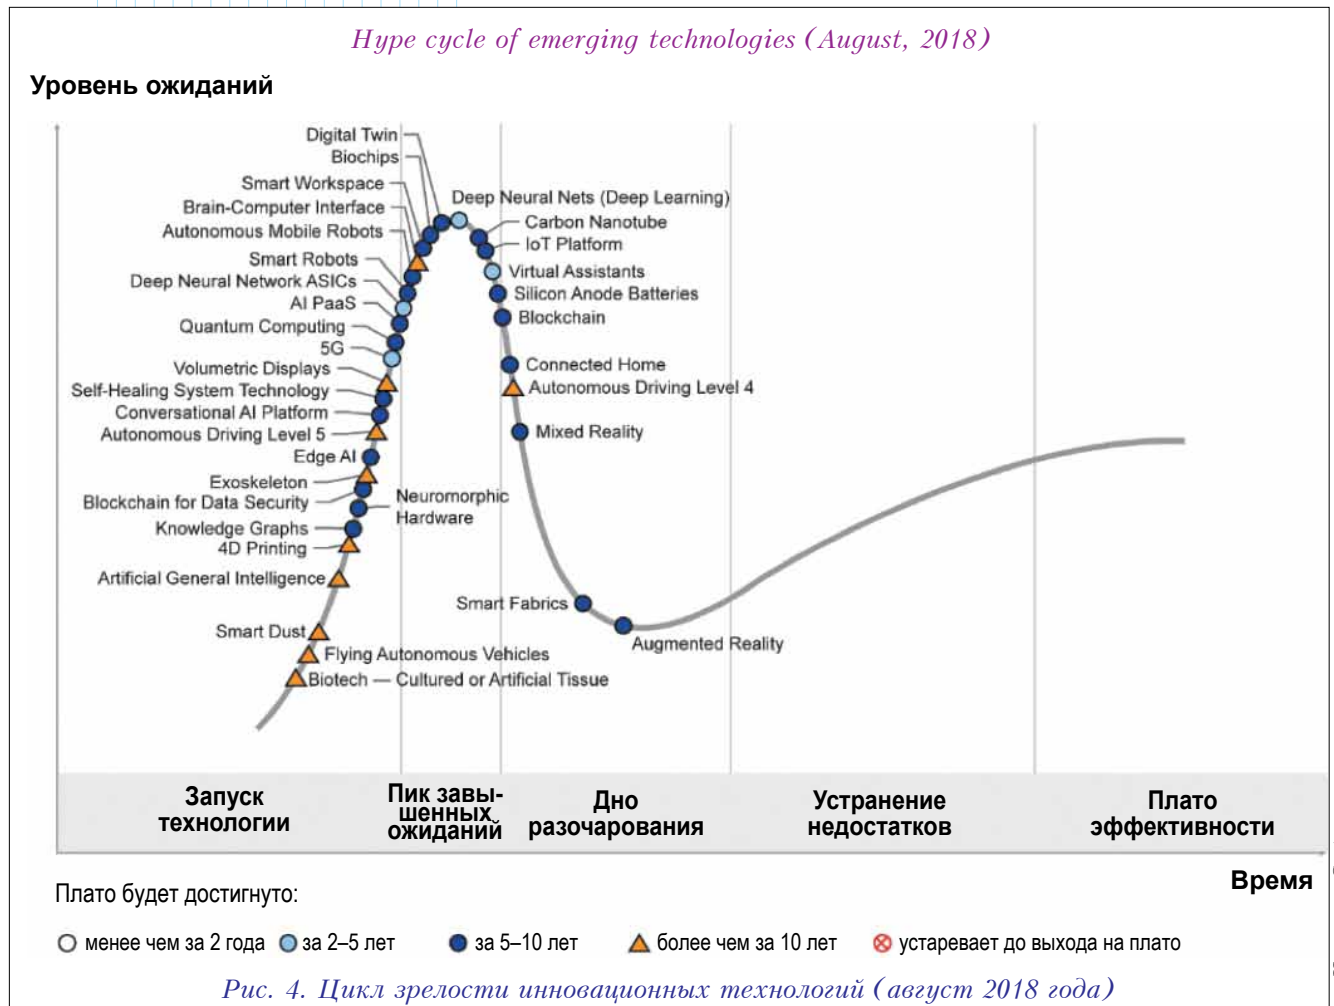 Hype cycle of emerging technologies (August, 2018)
Уровень ожиданий
Digital Twin
Biochips
Smart Workspace
Brain-Computer Interface
Autonomous Mobile Robots
Smart Robots
Deep Neural Network ASICs
AI PaaS
Quantum Computing
5G
Volumetric Displays
Self-Healing System Technology
Conversational AI Platform
Autonomous Driving Level 5
Edge AI
Exoskeleton
Blockchain for Data Security
Neuromorphic
Hardware
Knowledge Graphs
4D Printing
Artificial General Intelligence
Smart Dust
Flying Autonomous Vehicles
Biotech — Cultured or Artificial Tissue
Deep Neural Nets (Deep Learning)
Carbon Nanotube
IoT Platform
Virtual Assistants
Silicon Anode Batteries
Blockchain
Connected Home
Autonomous Driving Level 4
Mixed Reality
Smart Fabrics
Augmented Reality
Запуск
технологии
Пик завы-
шенных
ожиданий
Дно
разочарования
Устранение
недостатков
Плато
эффективности
Время
Плато будет достигнуто:
менее чем за 2 года
за 2–5 лет
за 5–10 лет
более чем за 10 лет
устаревает до выхода на плато
Рис. 4. Цикл зрелости инновационных технологий (август 2018 года)